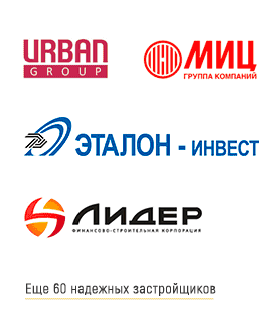 URBAN
GROUP
МИЦ
ГРУППА КОМПАНИЙ
ЭТАЛОН - ИНВЕСТ
ЛИДЕР
ФИНАНСОВО-СТРОИТЕЛЬНАЯ КОРПОРАЦИЯ
Еще 60 надежных застройщиков